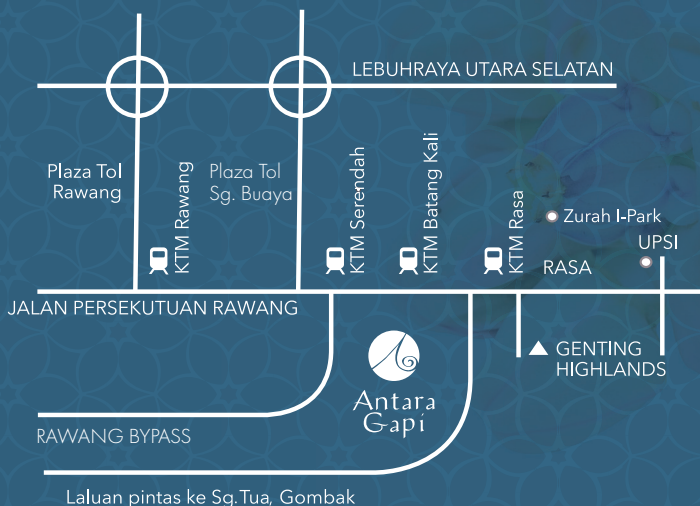 LEBUHRAYA UTARA SELATAN
Plaza Tol
Rawang
KTM Rawang
Plaza Tol
Sg. Buaya
KTM Serendah
KTM Batang Kali
KTM Rasa
Zurah I-Park
UPSI
RASA
JALAN PERSEKUTUAN RAWANG
GENTING
HIGHLANDS
Antara
Gapi
RAWANG BYPASS
Laluan pintas ke Sg.Tua, Gombak